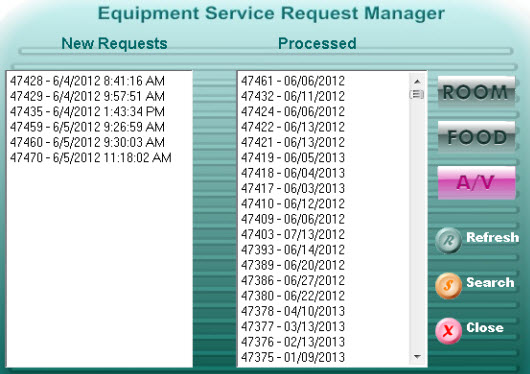 Equipment Service Request Manager
New Requests
Processed
47428 - 6/4/2012 8:41:16 AM
47429 - 6/4/2012 9:57:51 AM
47435 - 6/4/2012 1:43:34 PM
47459 - 6/5/2012 9:26:59 AM
47460 - 6/5/2012 9:30:03 AM
47470 - 6/5/2012 11:18:02 AM
47461 - 06/06/2012
47432 - 06/11/2012
47424 - 06/06/2012
47422 - 06/13/2012
47421 - 06/13/2012
47419 - 06/05/2013
47418 - 06/04/2013
47417 - 06/03/2013
47410 - 06/12/2012
47409 - 06/06/2012
47403 - 07/13/2012
47393 - 06/14/2012
47389 - 06/20/2012
47386 - 06/27/2012
47380 - 06/22/2012
47378 - 04/10/2013
47377 - 03/13/2013
47376 - 02/13/2013
47375 - 01/09/2013
ROOM
FOOD
A/V
R Refresh
S Search
X Close